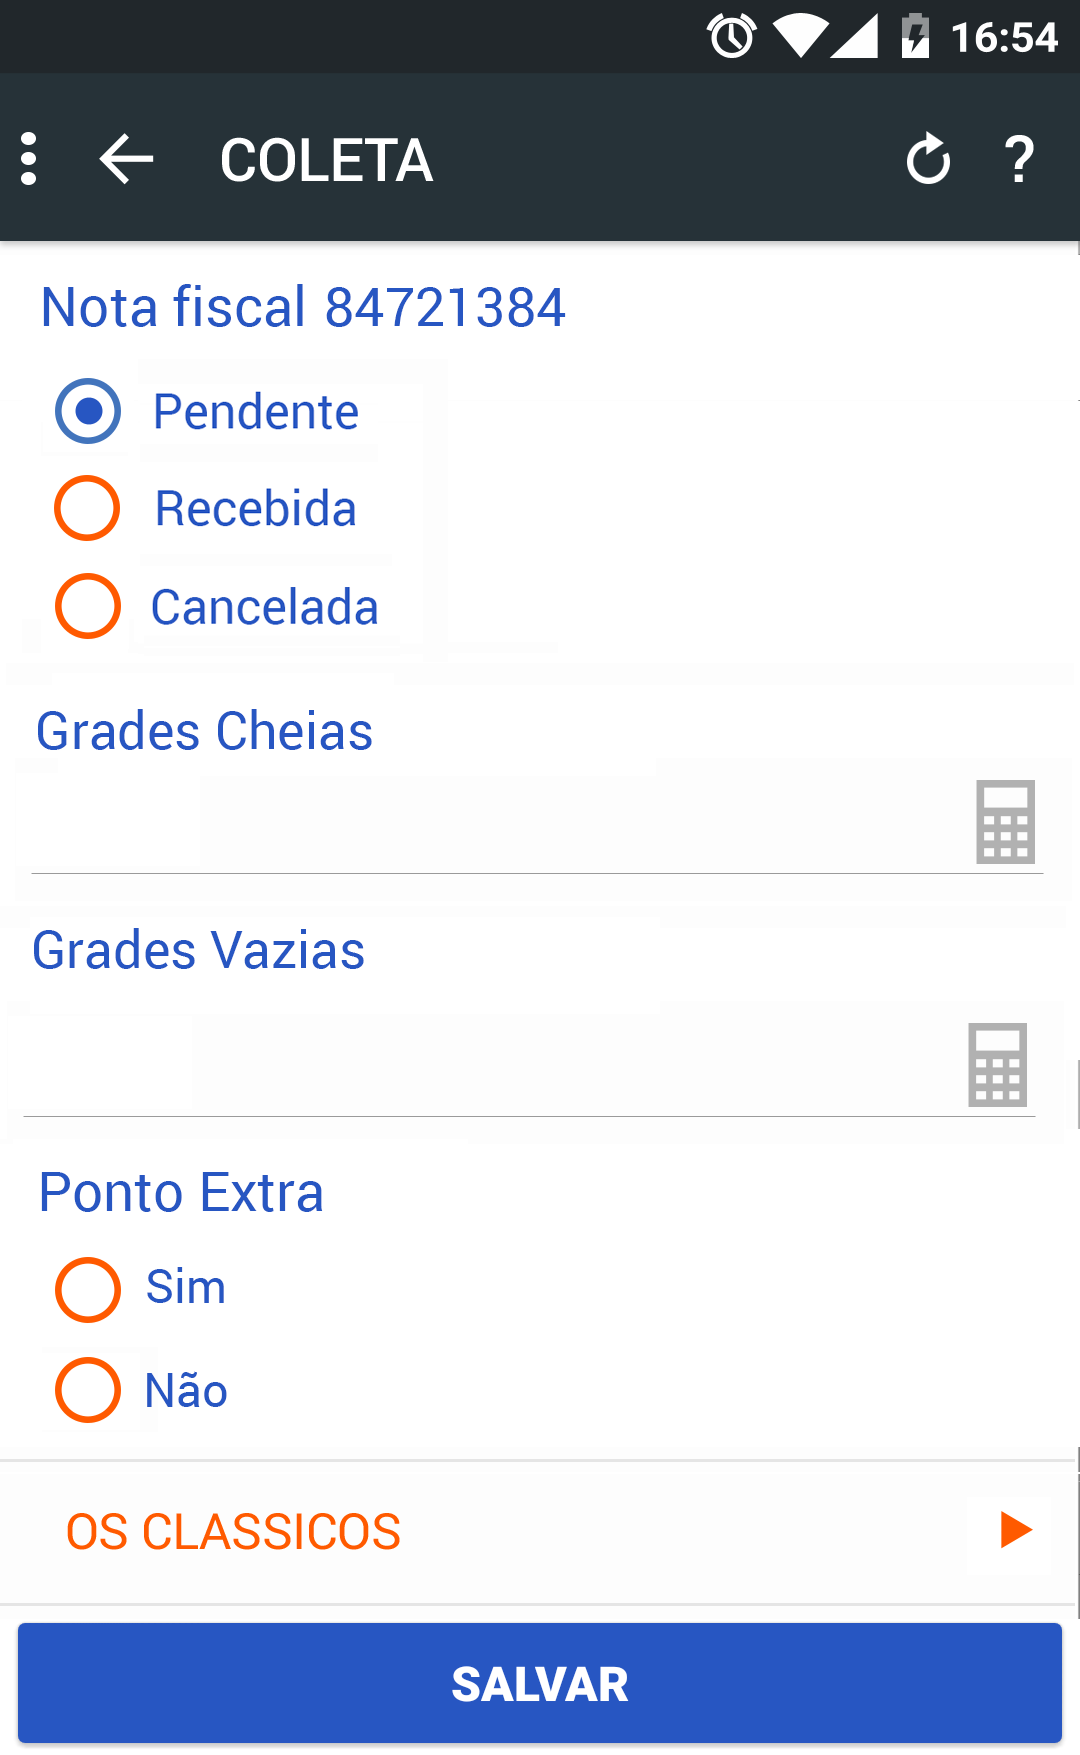 16:54
COLETA
?
Nota fiscal 84721384
Pendente
Recebida
Cancelada
Grades Cheias
Grades Vazias
Ponto Extra
Sim
Não
OS CLASSICOS
SALVAR